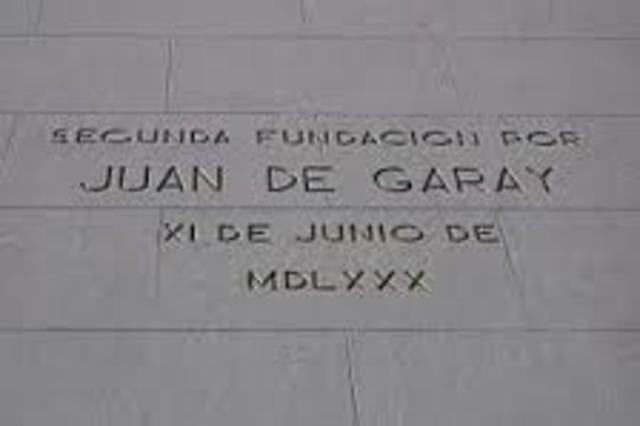 SEGUNDA FUNDACION POR
JUAN DE GARAY
XI DE JUNIO DE
MDLXXX